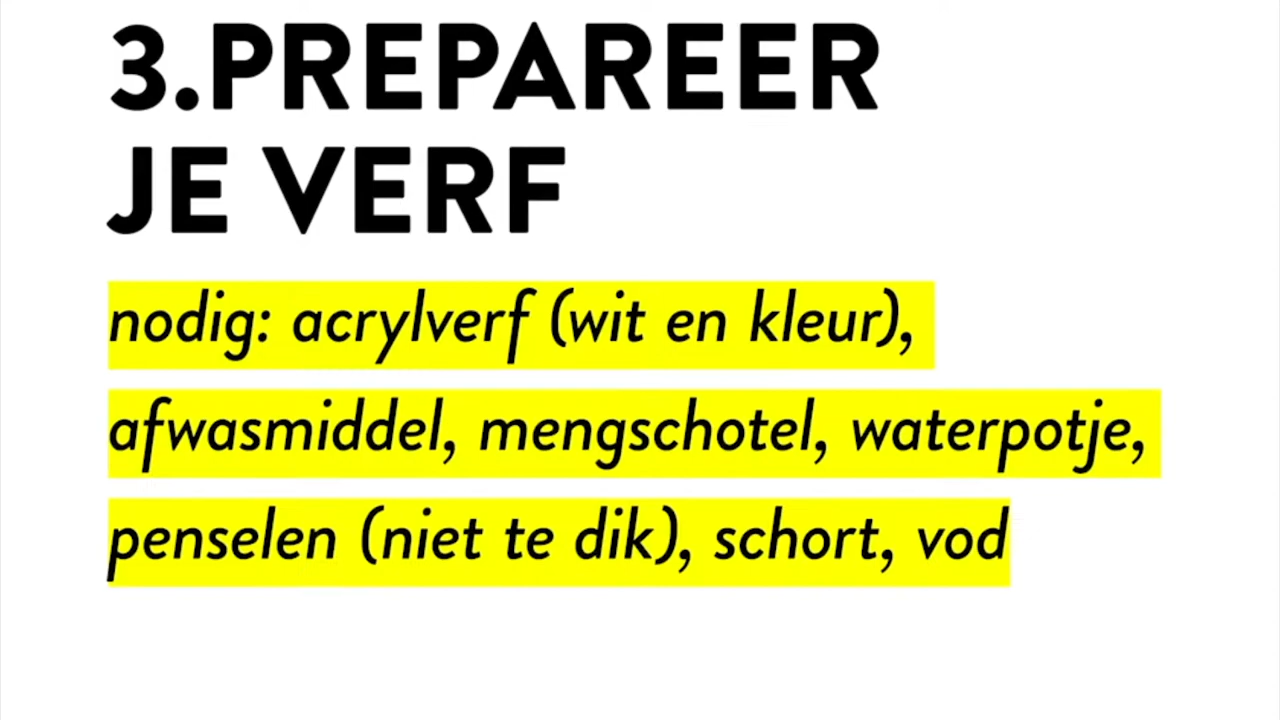 3.PREPAREER
JE VERF
nodig: acrylverf (wit en kleur),
afwasmiddel, mengschotel, waterpotje,
penselen (niet te dik), schort, vod